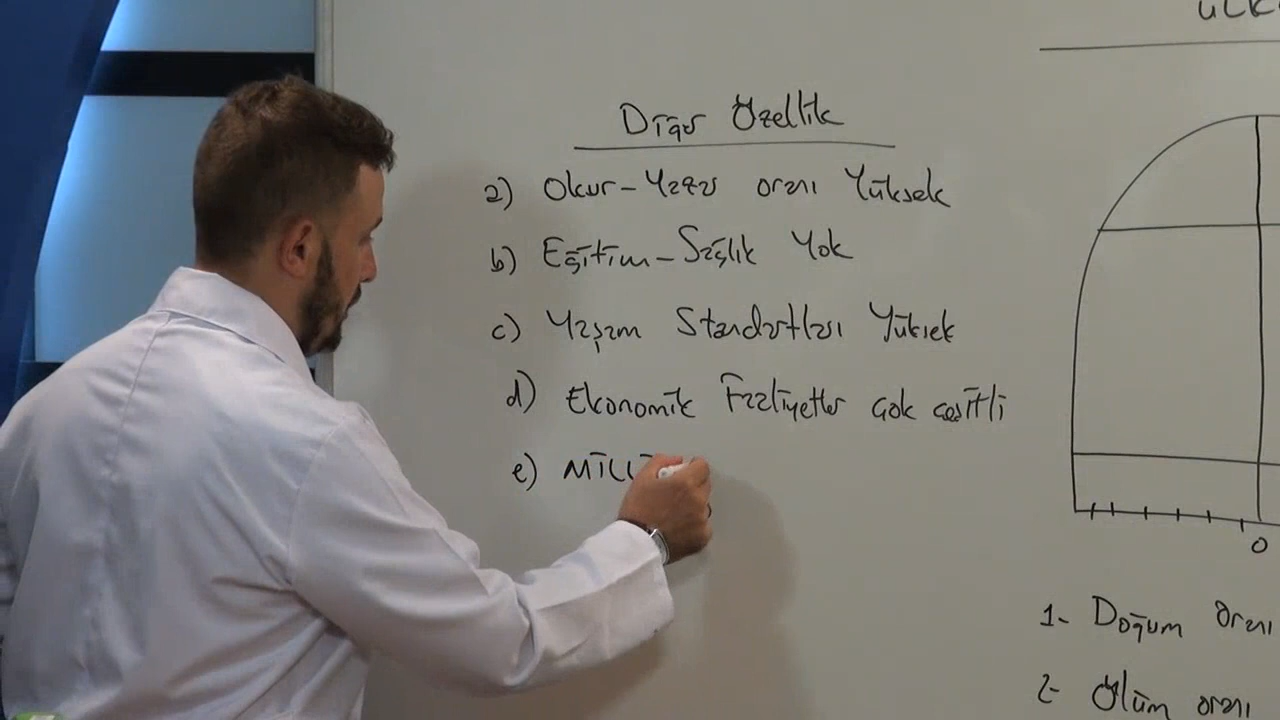 Diğer Özellik
a) Okur-Yazar oranı Yüksek
b) Eğitim-Sağlık Yok
c) Yaşam Standartları Yüksek
d) Ekonomik Faaliyetler çok çeşitli
e) Milli
0
1- Doğum oranı
2- Ölüm oranı